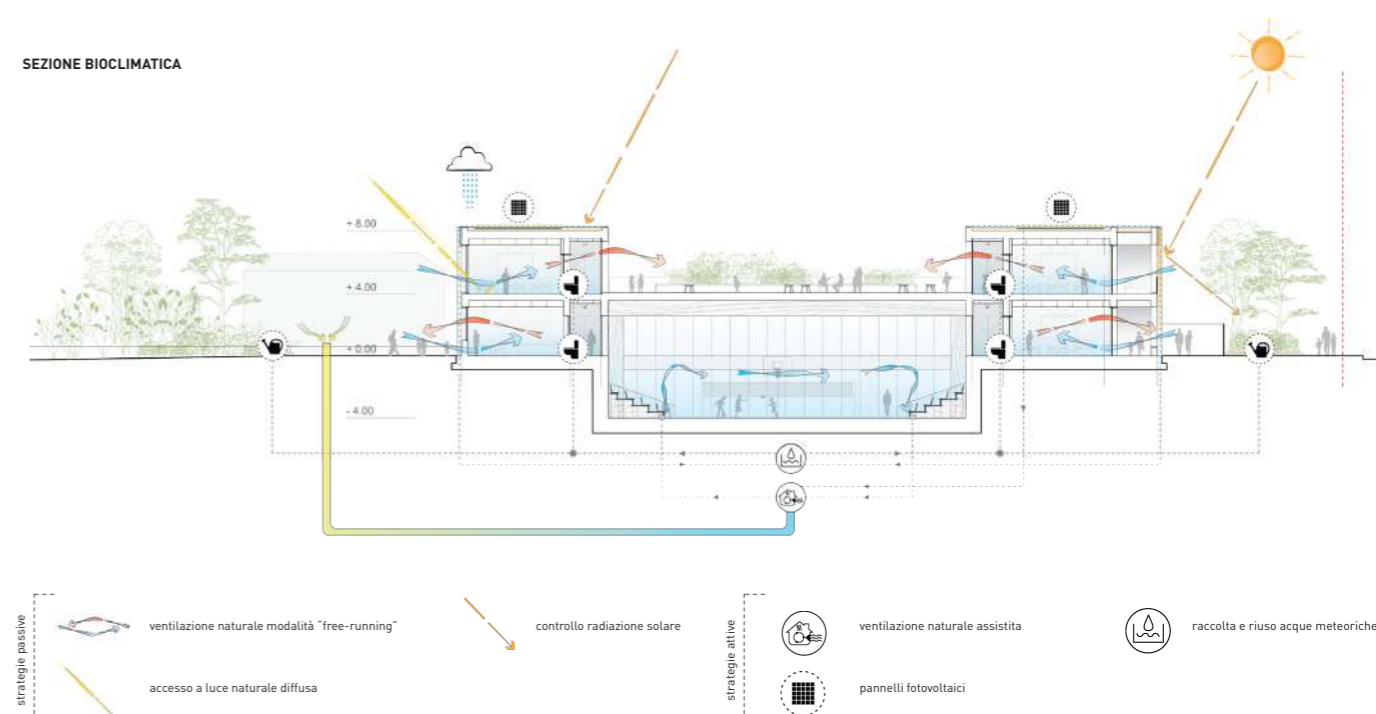 SEZIONE BIOCLIMATICA
+ 8.00
+ 4.00
+ 0.00
- 4.00
strategie passive
ventilazione naturale modalità "free-running"
controllo radiazione solare
accesso a luce naturale diffusa
strategie attive
ventilazione naturale assistita
raccolta e riuso acque meteoriche
pannelli fotovoltaici